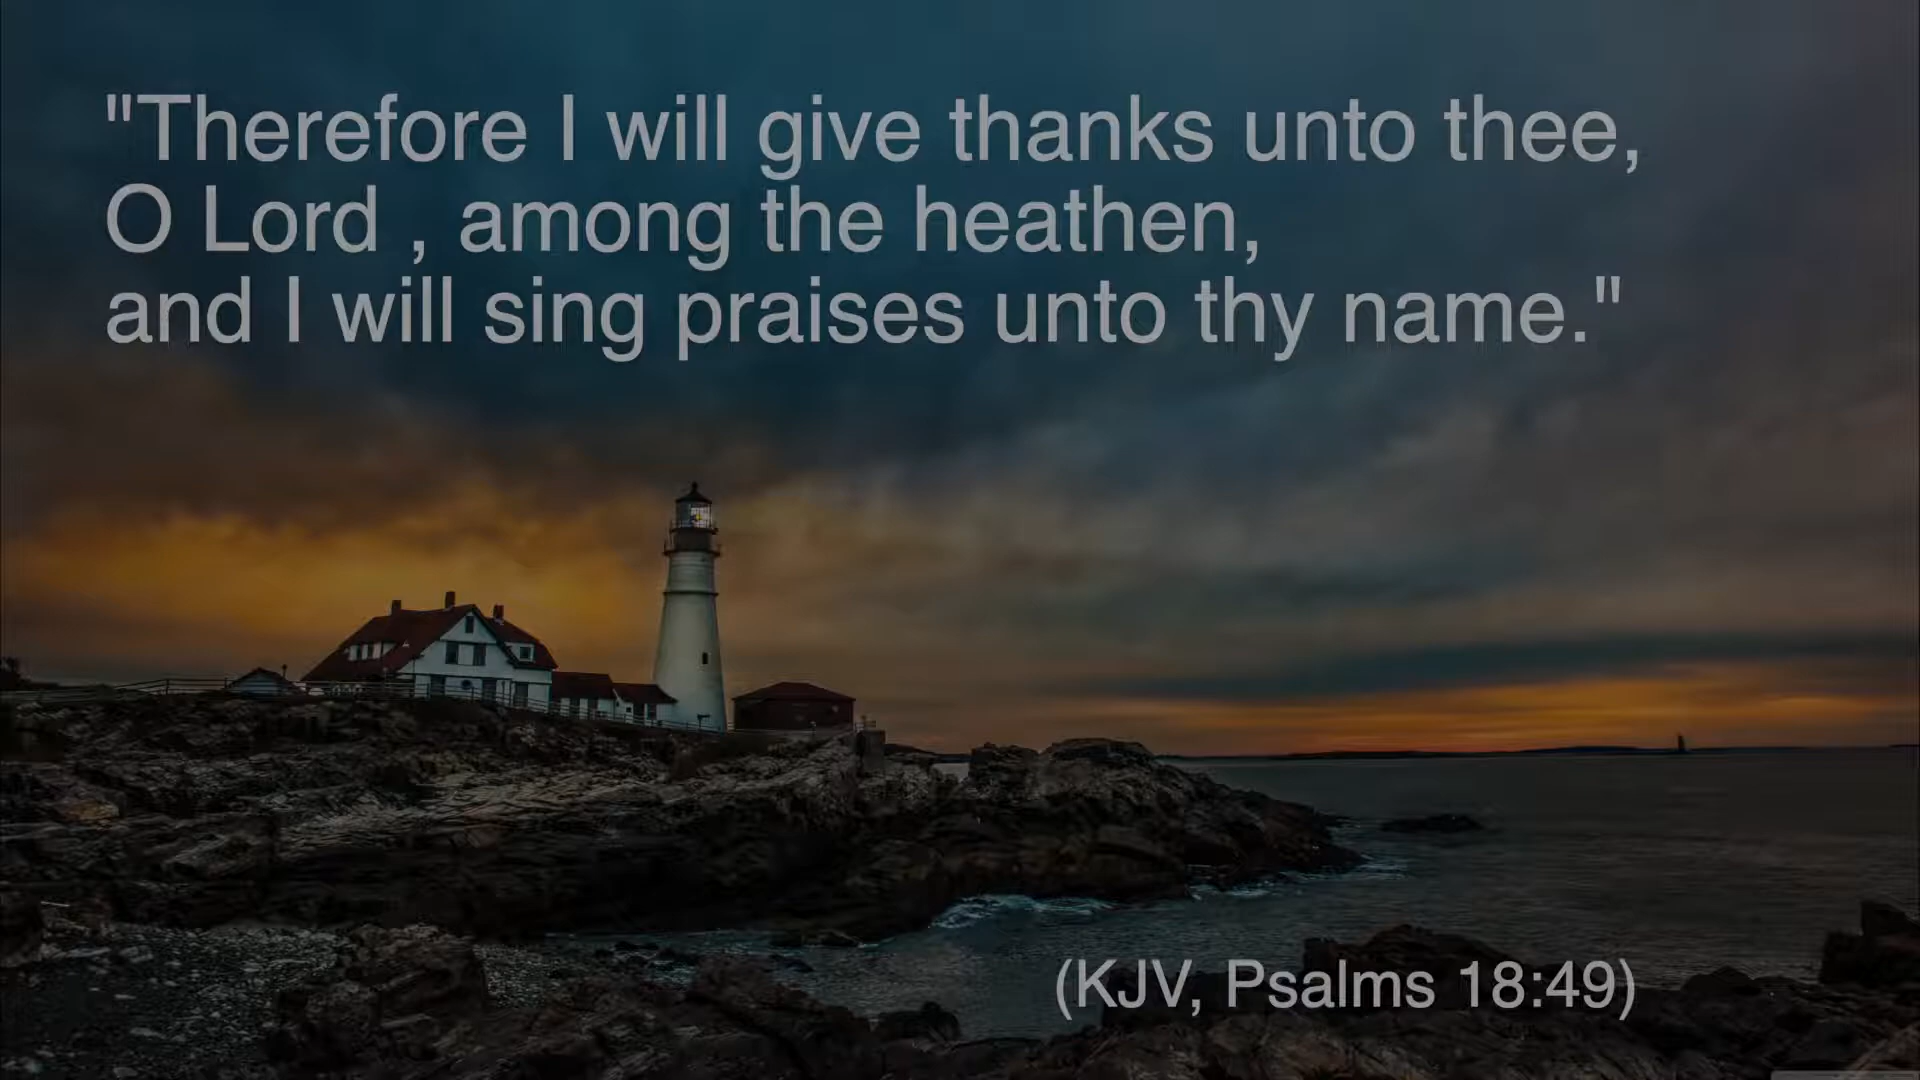 "Therefore I will give thanks unto thee,
O Lord , among the heathen,
and I will sing praises unto thy name."
(KJV, Psalms 18:49)